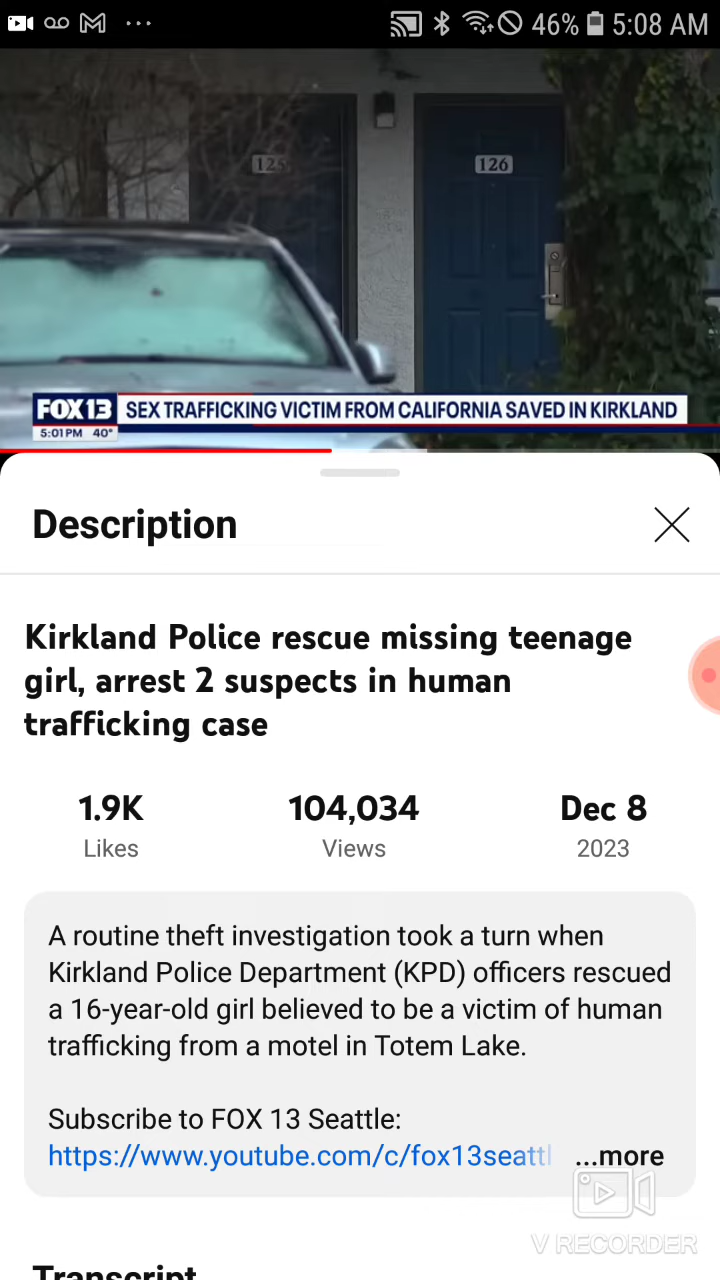 46% 5:08 AM
125
126
FOX 13 SEX TRAFFICKING VICTIM FROM CALIFORNIA SAVED IN KIRKLAND
5:01 PM 40°
Description
Kirkland Police rescue missing teenage
girl, arrest 2 suspects in human
trafficking case
1.9K 104,034 Dec 8
Likes Views 2023
A routine theft investigation took a turn when
Kirkland Police Department (KPD) officers rescued
a 16-year-old girl believed to be a victim of human
trafficking from a motel in Totem Lake.
Subscribe to FOX 13 Seattle:
https://www.youtube.com/c/fox13seattl ...more
V RECORDER
Transcript